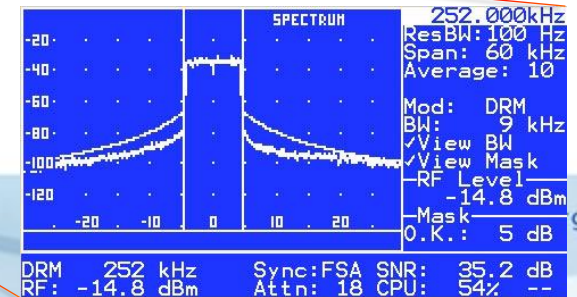 SPECTRUM
252.000kHz
ResBW:100 Hz
Span: 60 kHz
Average: 10
Mod: DRM
BW: 9 kHz
✓View BW
✓View Mask
RF Level
-14.8 dBm
Mask
O.K.: 5 dB
-20
-40
-60
-80
-100
-120
-20 -10 0 10 20
DRM 252 kHz Sync:FSA SNR: 35.2 dB
RF: -14.8 dBm Attn: 18 CPU: 54%